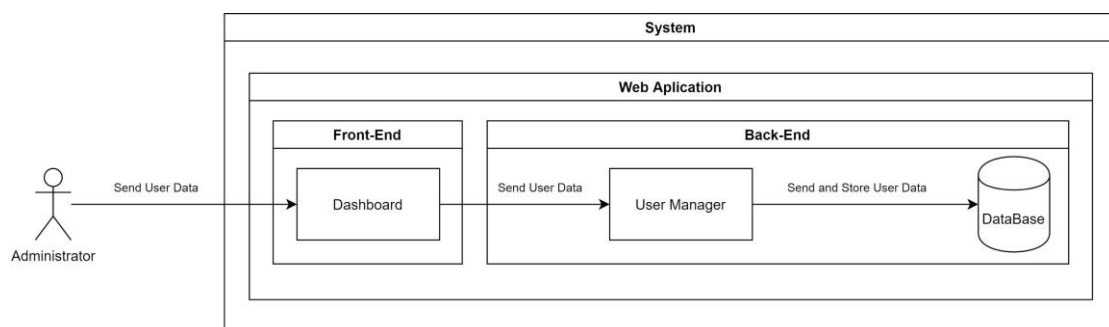 System
Web Aplication
Front-End
Back-End
Send User Data
Dashboard
Send User Data
User Manager
Send and Store User Data
DataBase
Administrator